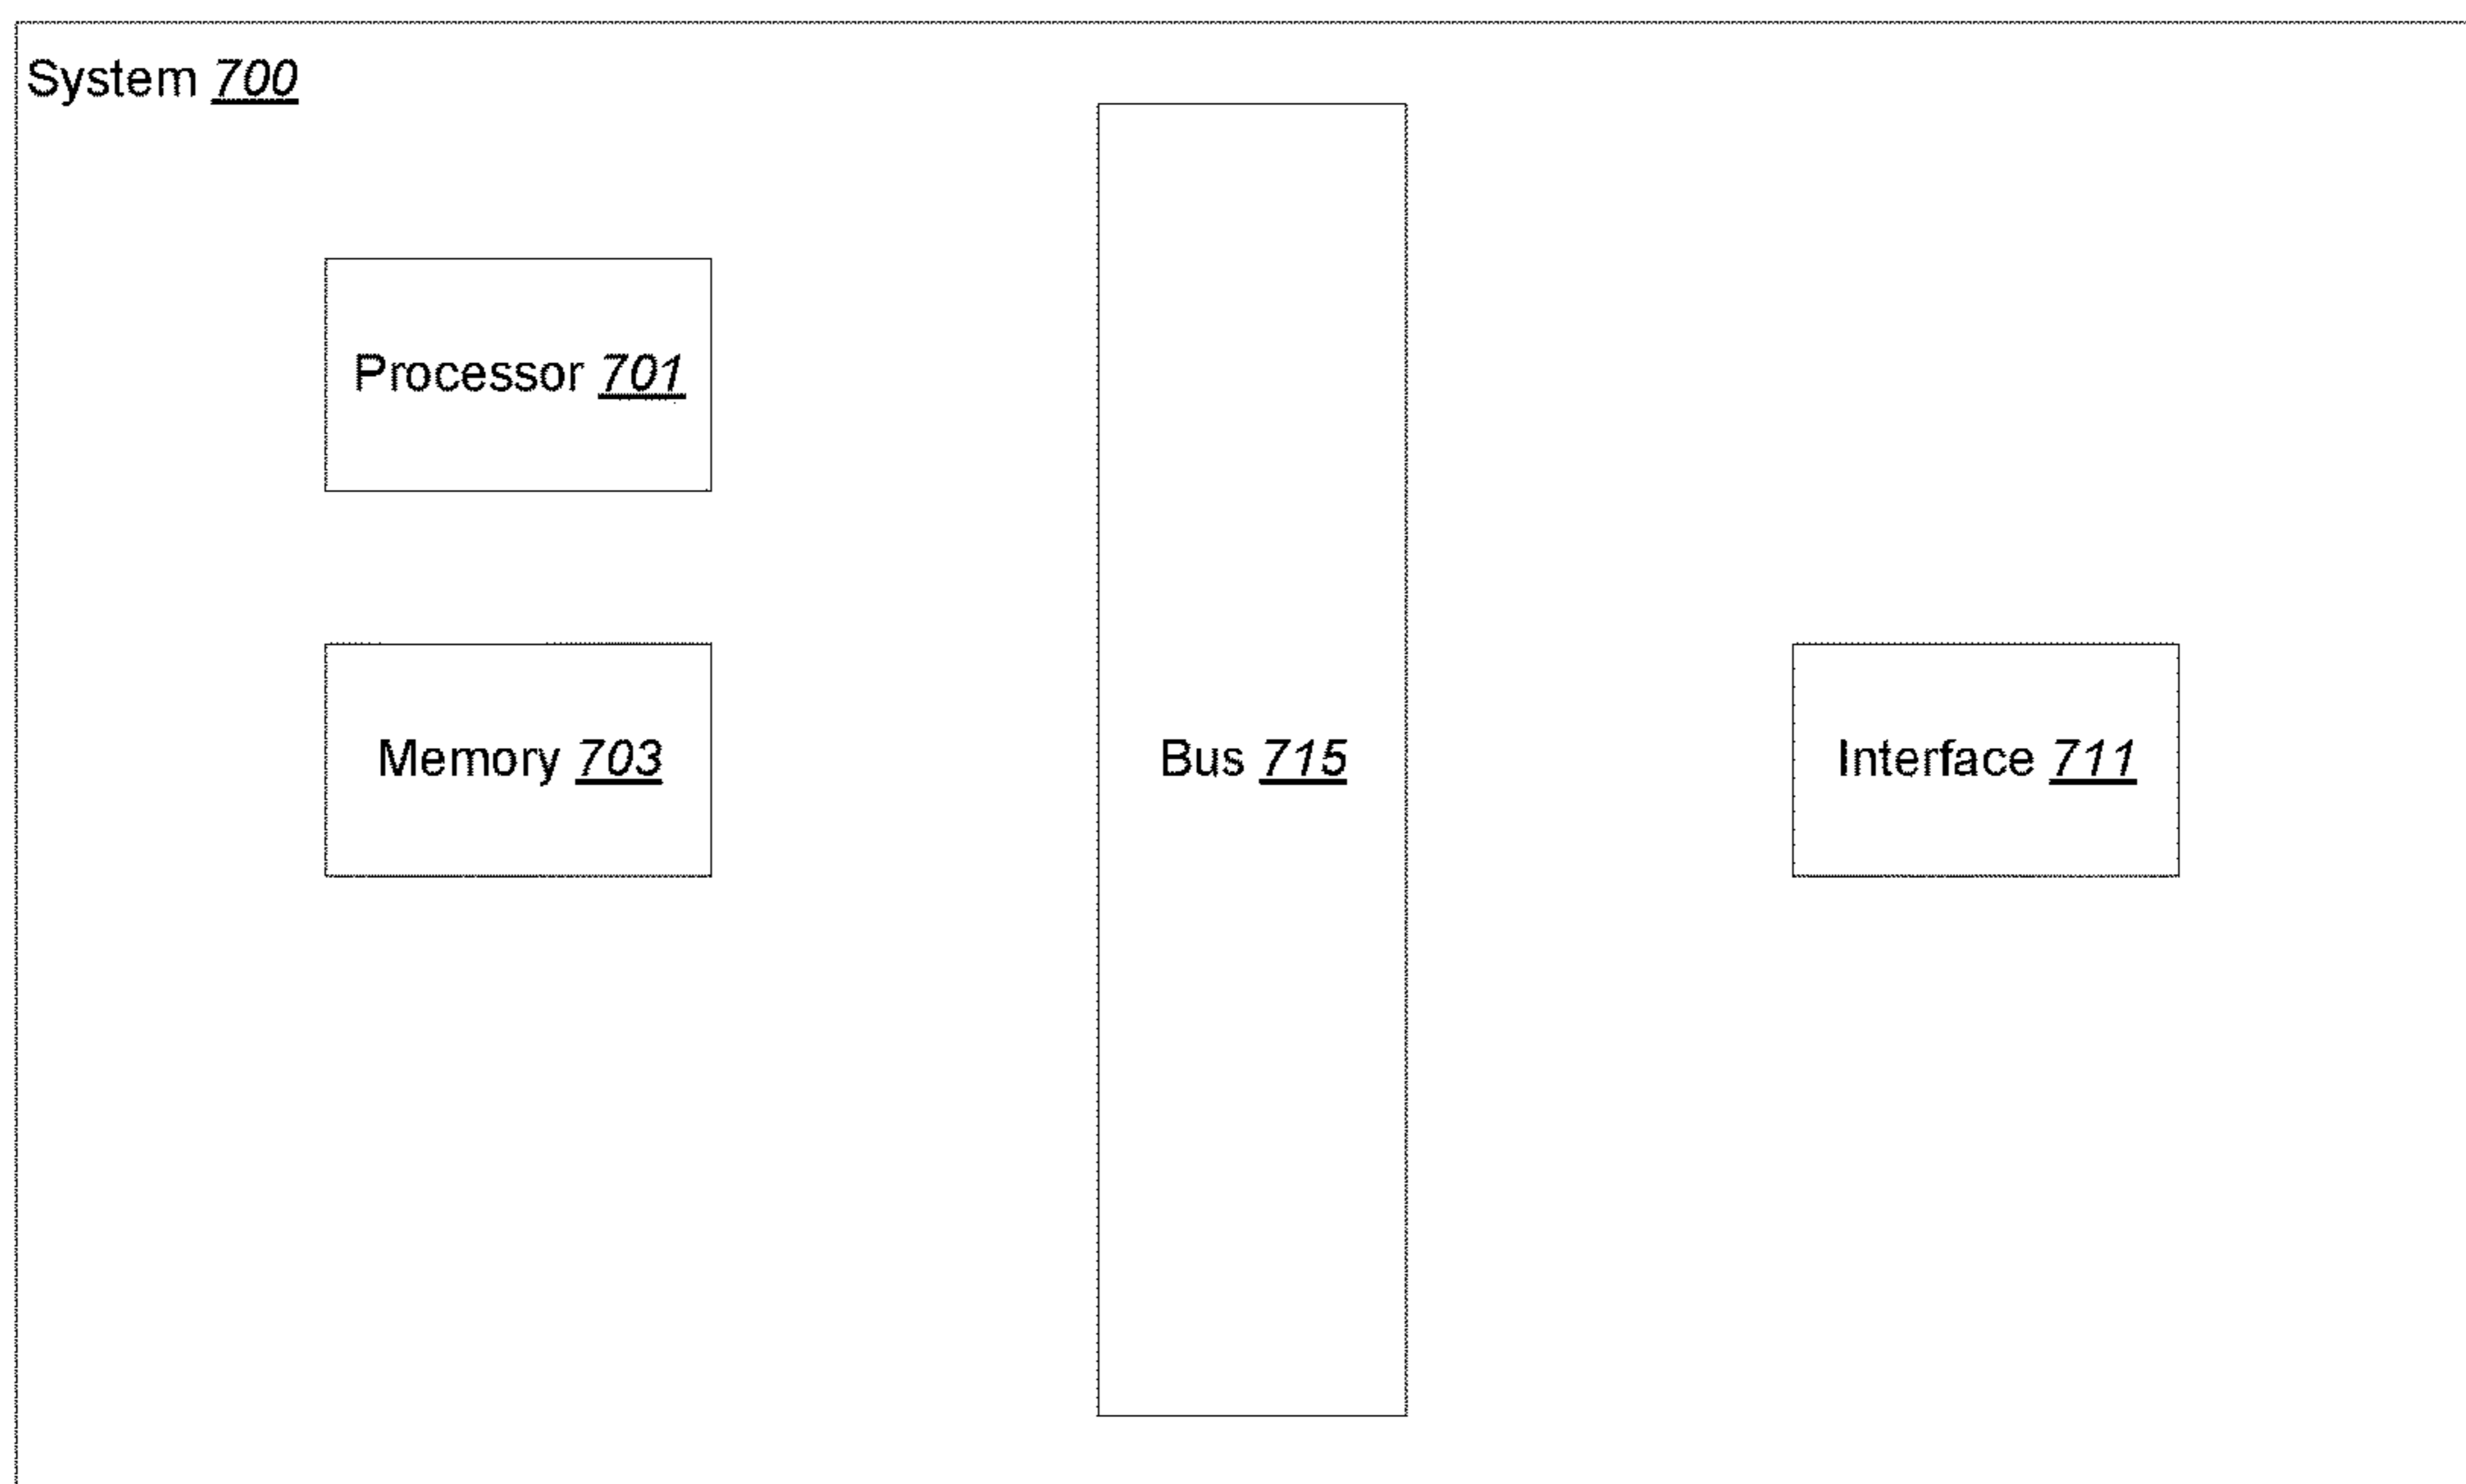 System 700
Processor 701
Memory 703
Bus 715
Interface 711